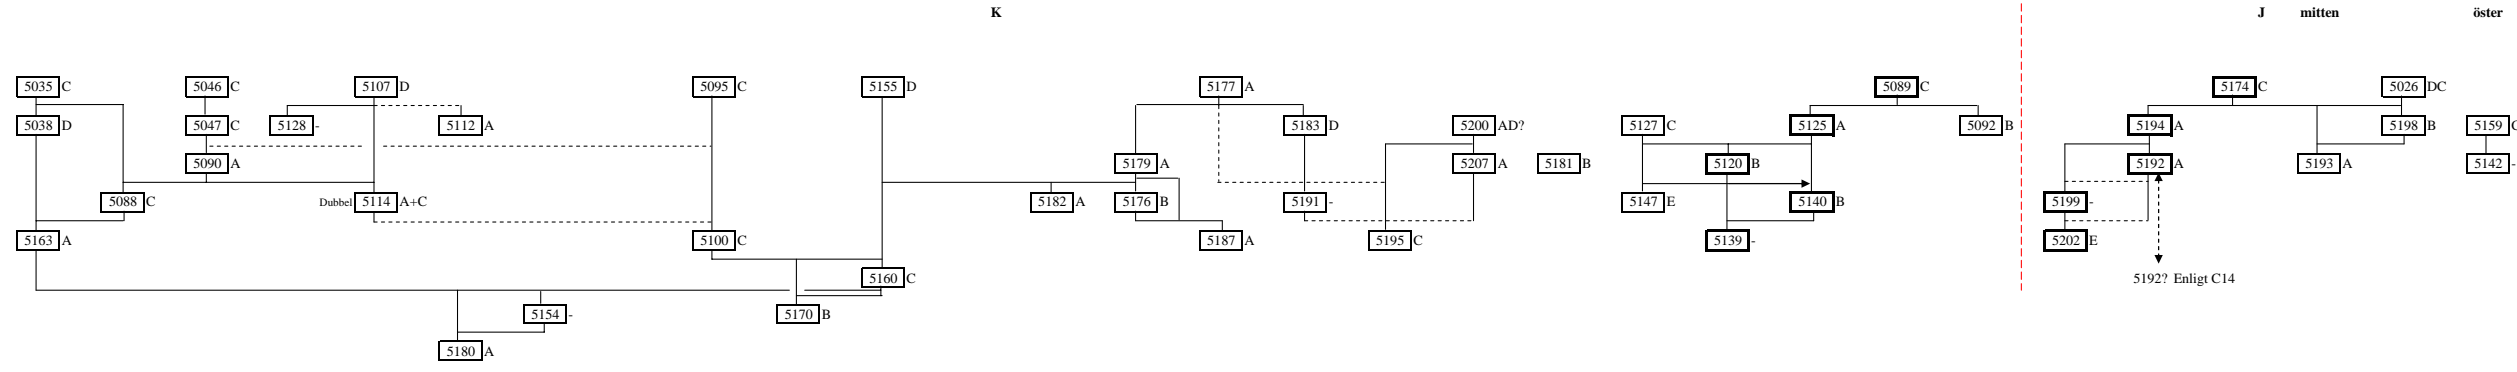 K J mitten öster
5035 C 5046 C 5107 D 5095 C 5155 D 5177 A 5089 C 5174 C 5026 DC
5038 D 5047 C 5128 - 5112 A 5183 D 5200 AD? 5127 C 5125 A 5092 B 5194 A 5198 B 5159
5090 A 5179 A 5207 A 5181 B 5120 B 5192 A 5193 A 5142 -
5088 C Dubbel 5114 A+C 5182 A 5176 B 5191 - 5147 E 5140 B 5199 -
5163 A 5100 C 5187 A 5195 C 5139 - 5202 E
5160 C 5192? Enligt C14
5154 - 5170 B
5180 A